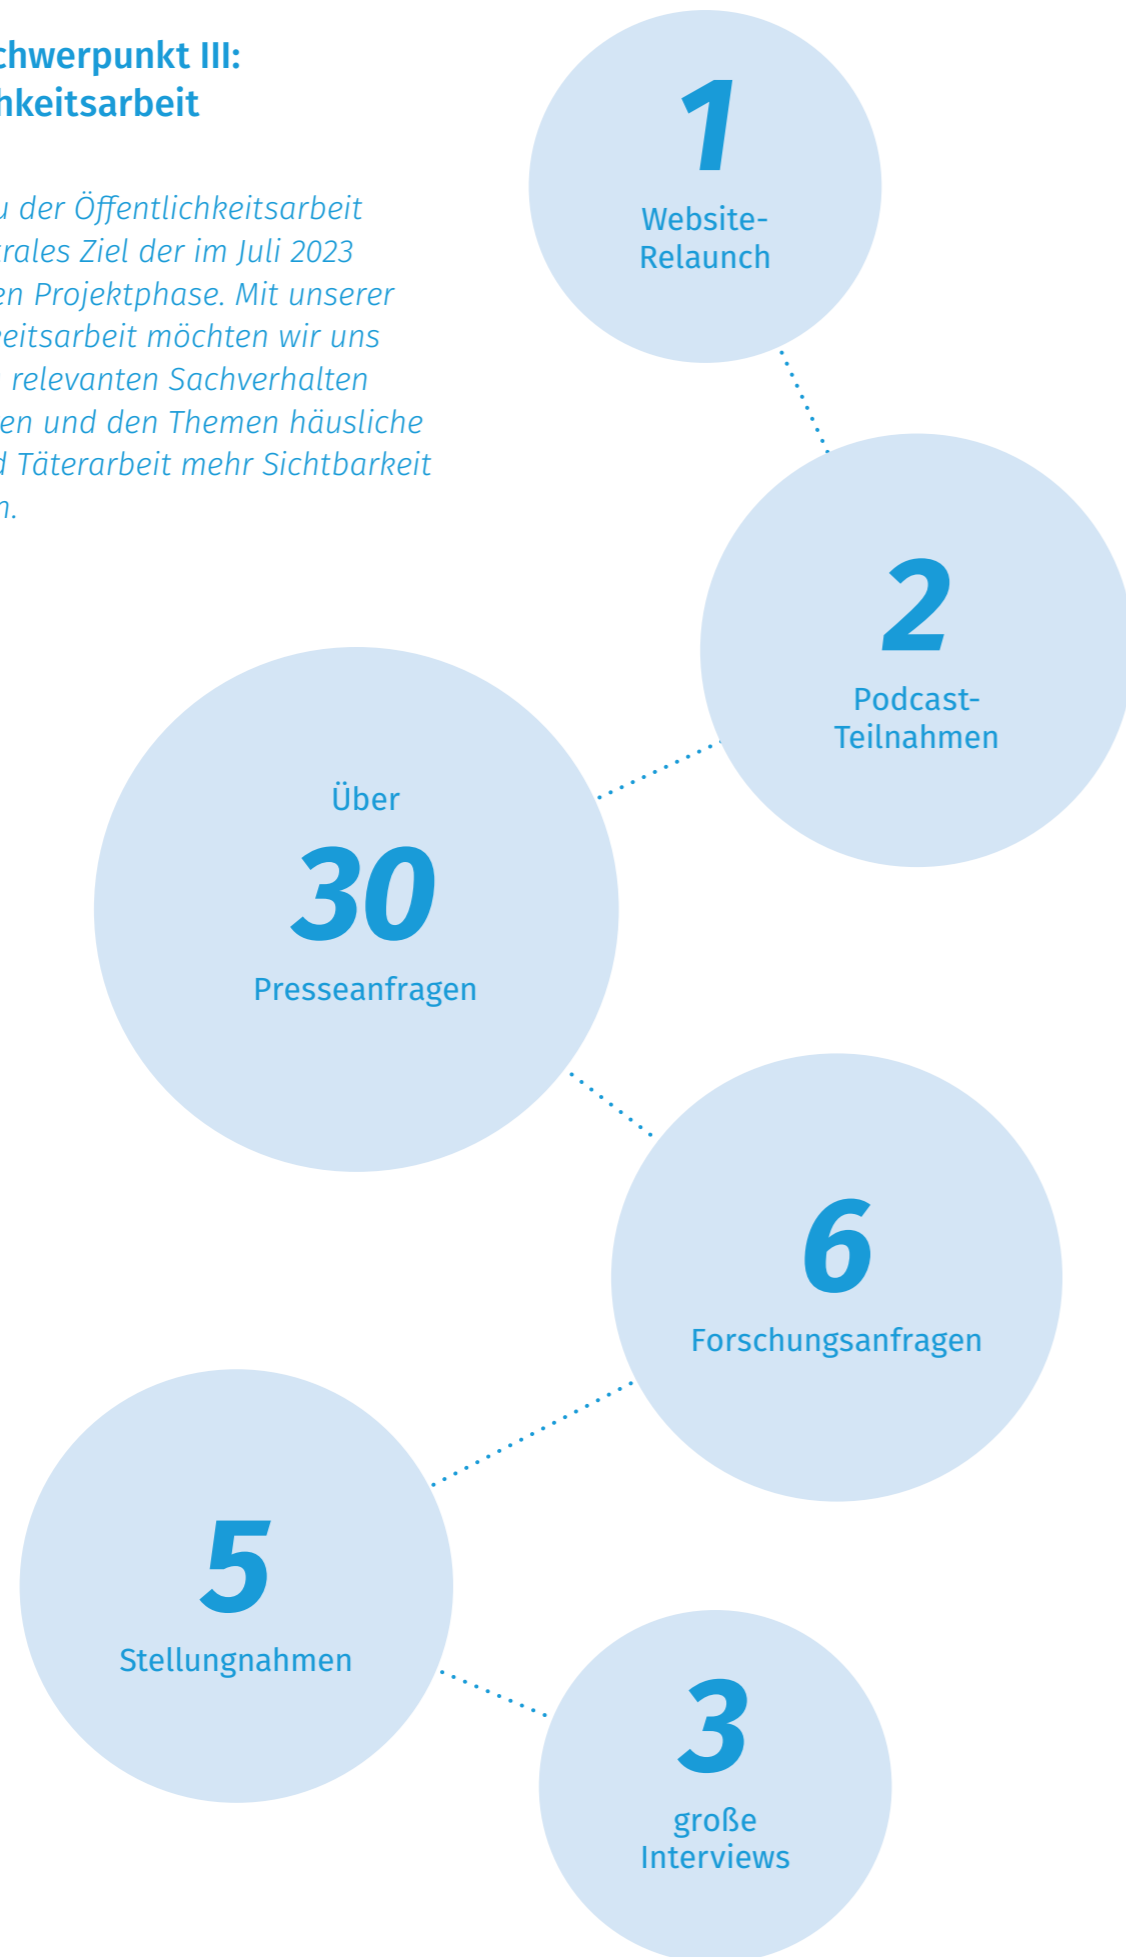 chwerpunkt III:
hkeitsarbeit
u der Öffentlichkeitsarbeit
rales Ziel der im Juli 2023
en Projektphase. Mit unserer
keitsarbeit möchten wir uns
relevanten Sachverhalten
en und den Themen häusliche
d Täterarbeit mehr Sichtbarkeit
n.
1
Website-
Relaunch
2
Podcast-
Teilnahmen
Über
30
Presseanfragen
6
Forschungsanfragen
5
Stellungnahmen
3
große
Interviews